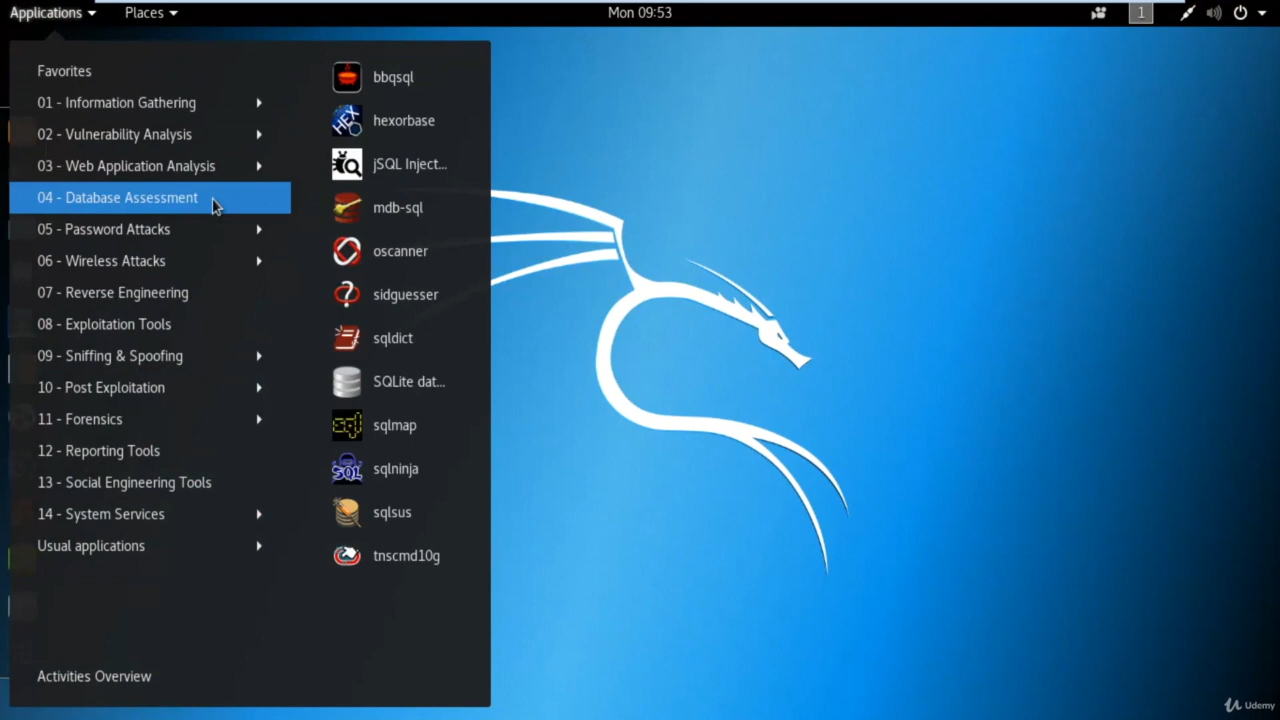 Applications Places Mon 09:53 1
Favorites
01 - Information Gathering
02 - Vulnerability Analysis
03 - Web Application Analysis
04 - Database Assessment
05 - Password Attacks
06 - Wireless Attacks
07 - Reverse Engineering
08 - Exploitation Tools
09 - Sniffing & Spoofing
10 - Post Exploitation
11 - Forensics
12 - Reporting Tools
13 - Social Engineering Tools
14 - System Services
Usual applications
Activities Overview
bbqsql
HEX
hexorbase
jSQL Inject...
mdb-sql
oscanner
sidguesser
sqldict
SQLite dat...
sql
sqlmap
SQL
sqlninja
sqlsus
tnscmd10g
Udemy